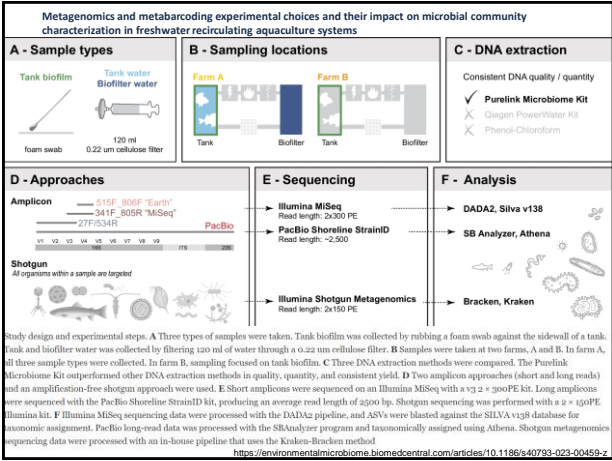 Metagenomics and metabarcoding experimental choices and their impact on microbial community
characterization in freshwater recirculating aquaculture systems
A - Sample types
Tank biofilm
Tank water
Biofilter water
foam swab
120 ml
0.22 um cellulose filter
B - Sampling locations
Farm A
Farm B
Tank
Biofilter
Tank
Biofilter
C - DNA extraction
Consistent DNA quality / quantity
Purelink Microbiome Kit
Qiagen PowerWater Kit
Phenol-Chloroform
D - Approaches
Amplicon
515F_806F "Earth"
341F_805R "MiSeq"
27F/534R
PacBio
V1 V2 V3 V4 V5 V6 V7 V8 V9
16S ITS 23S
Shotgun
All organisms within a sample are targeted
E - Sequencing
Illumina MiSeq
Read length: 2x300 PE
PacBio Shoreline StrainID
Read length: ~2,500
Illumina Shotgun Metagenomics
Read length: 2x150 PE
F - Analysis
DADA2, Silva v138
SB Analyzer, Athena
Bracken, Kraken
Study design and experimental steps. A Three types of samples were taken. Tank biofilm was collected by rubbing a foam swab against the sidewall of a tank.
Tank and biofilter water was collected by filtering 120 ml of water through a 0.22 um cellulose filter. B Samples were taken at two farms, A and B. In farm A,
all three sample types were collected. In farm B, sampling focused on tank biofilm. C Three DNA extraction methods were compared. The Purelink
Microbiome Kit outperformed other DNA extraction methods in quality, quantity, and consistent yield. D Two amplicon approaches (short and long reads)
and an amplification-free shotgun approach were used. E Short amplicons were sequenced on an Illumina MiSeq with a v3 2 × 300PE kit. Long amplicons
were sequenced with the PacBio Shoreline StrainID kit, producing an average read length of 2500 bp. Shotgun sequencing was performed with a 2 × 150PE
Illumina kit. F Illumina MiSeq sequencing data were processed with the DADA2 pipeline, and ASVs were blasted against the SILVA v138 database for
taxonomic assignment. PacBio long-read data was processed with the SBAnalyzer program and taxonomically assigned using Athena. Shotgun metagenomics
sequencing data were processed with an in-house pipeline that uses the Kraken-Bracken method
https://environmentalmicrobiome.biomedcentral.com/articles/10.1186/s40793-023-00459-z